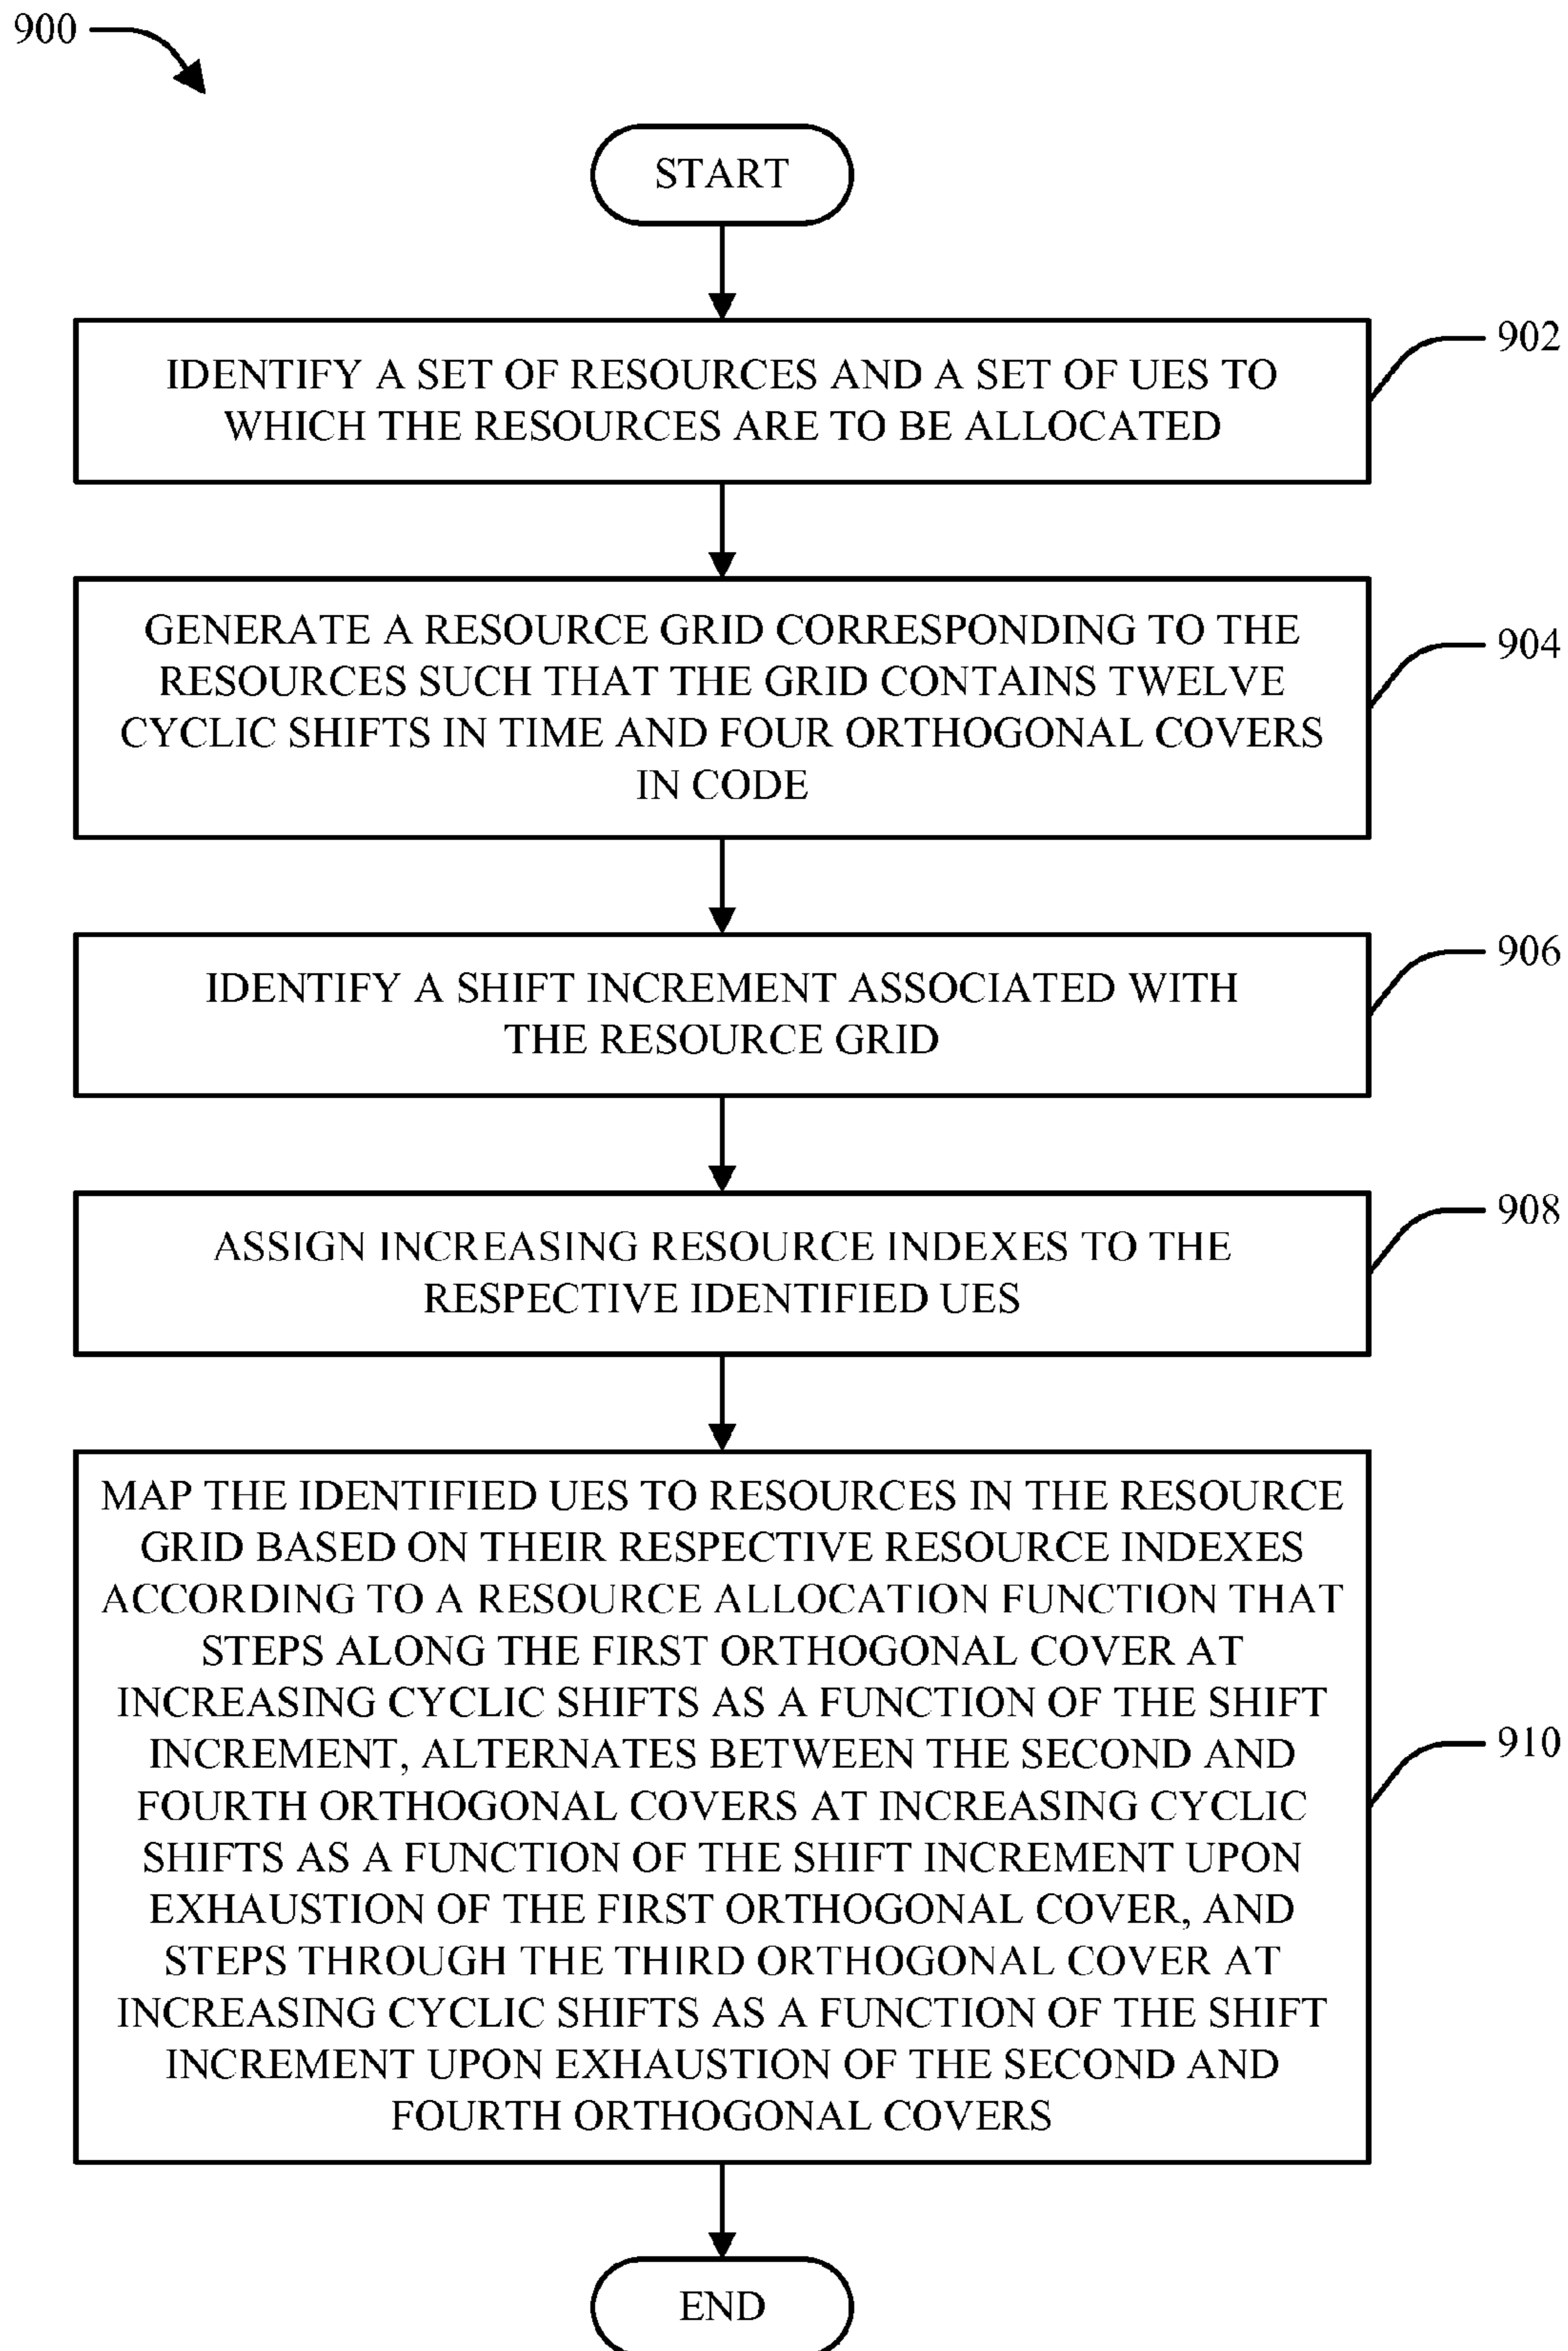 900
START
IDENTIFY A SET OF RESOURCES AND A SET OF UES TO
WHICH THE RESOURCES ARE TO BE ALLOCATED
902
GENERATE A RESOURCE GRID CORRESPONDING TO THE
RESOURCES SUCH THAT THE GRID CONTAINS TWELVE
CYCLIC SHIFTS IN TIME AND FOUR ORTHOGONAL COVERS
IN CODE
904
IDENTIFY A SHIFT INCREMENT ASSOCIATED WITH
THE RESOURCE GRID
906
ASSIGN INCREASING RESOURCE INDEXES TO THE
RESPECTIVE IDENTIFIED UES
908
MAP THE IDENTIFIED UES TO RESOURCES IN THE RESOURCE
GRID BASED ON THEIR RESPECTIVE RESOURCE INDEXES
ACCORDING TO A RESOURCE ALLOCATION FUNCTION THAT
STEPS ALONG THE FIRST ORTHOGONAL COVER AT
INCREASING CYCLIC SHIFTS AS A FUNCTION OF THE SHIFT
INCREMENT, ALTERNATES BETWEEN THE SECOND AND
FOURTH ORTHOGONAL COVERS AT INCREASING CYCLIC
SHIFTS AS A FUNCTION OF THE SHIFT INCREMENT UPON
EXHAUSTION OF THE FIRST ORTHOGONAL COVER, AND
STEPS THROUGH THE THIRD ORTHOGONAL COVER AT
INCREASING CYCLIC SHIFTS AS A FUNCTION OF THE SHIFT
INCREMENT UPON EXHAUSTION OF THE SECOND AND
FOURTH ORTHOGONAL COVERS
910
END